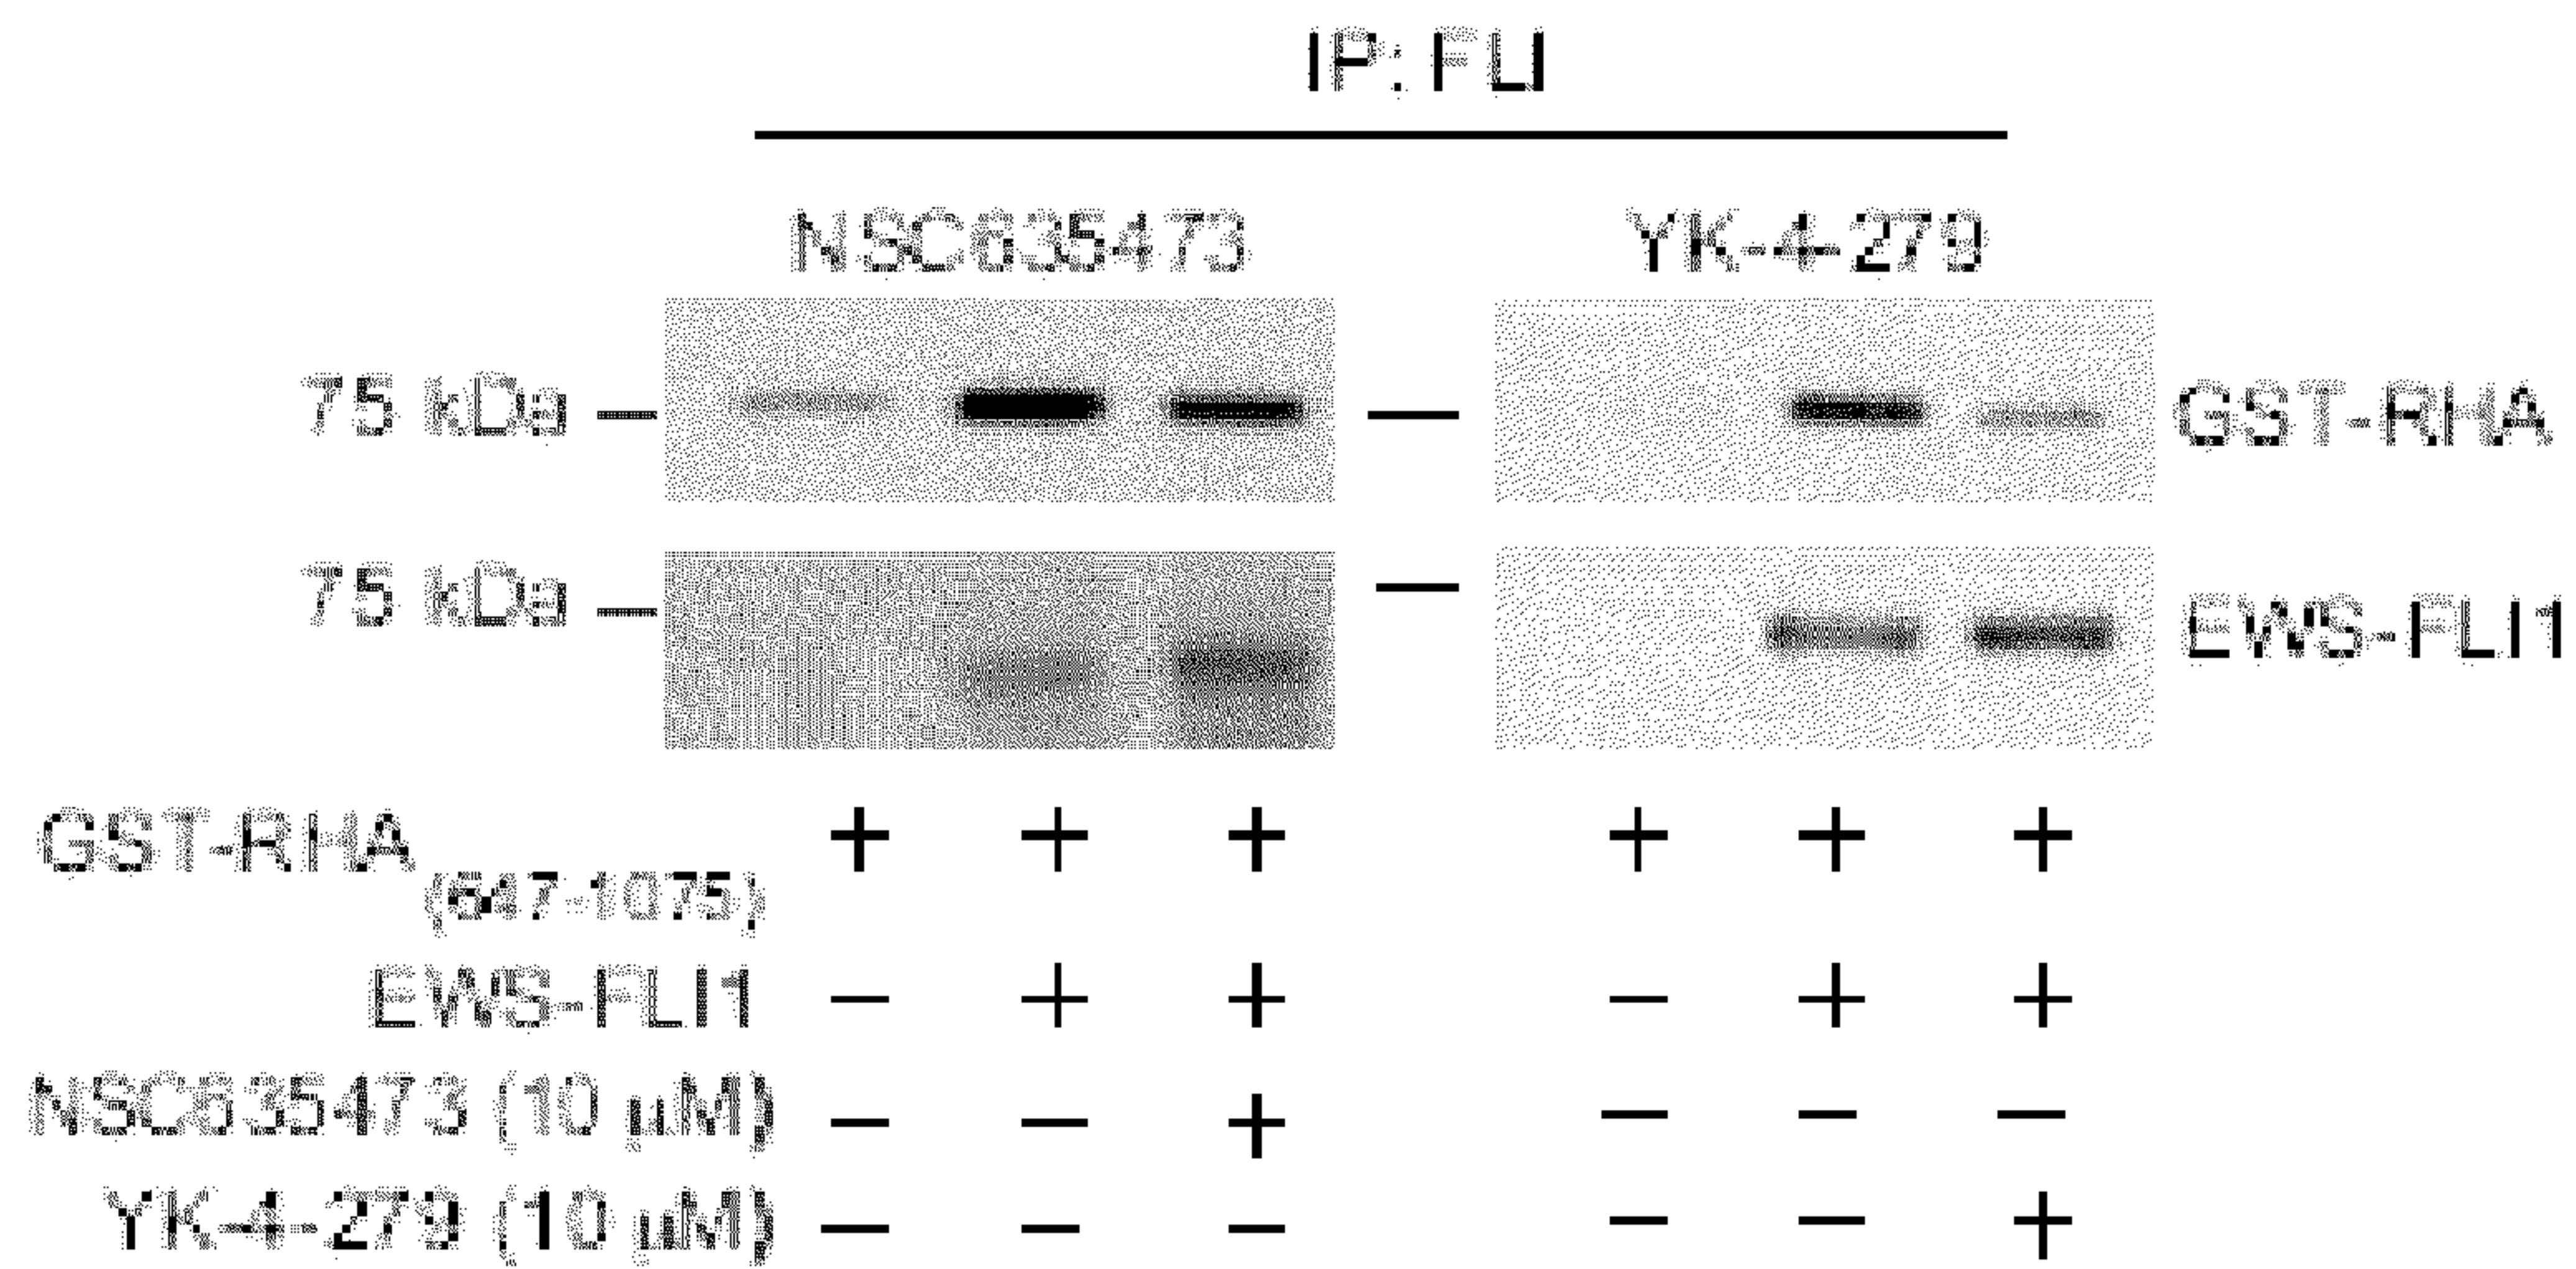 IP: FLI
NSC635473 YK-4-279
75 kDa — — GST-RHA
75 kDa — — EWS-FLI1
GST-RHA (647-1075) + + + + + +
EWS-FLI1 — + + — + +
NSC635473 (10 µM) — — + — — —
YK-4-279 (10 µM) — — — — — +